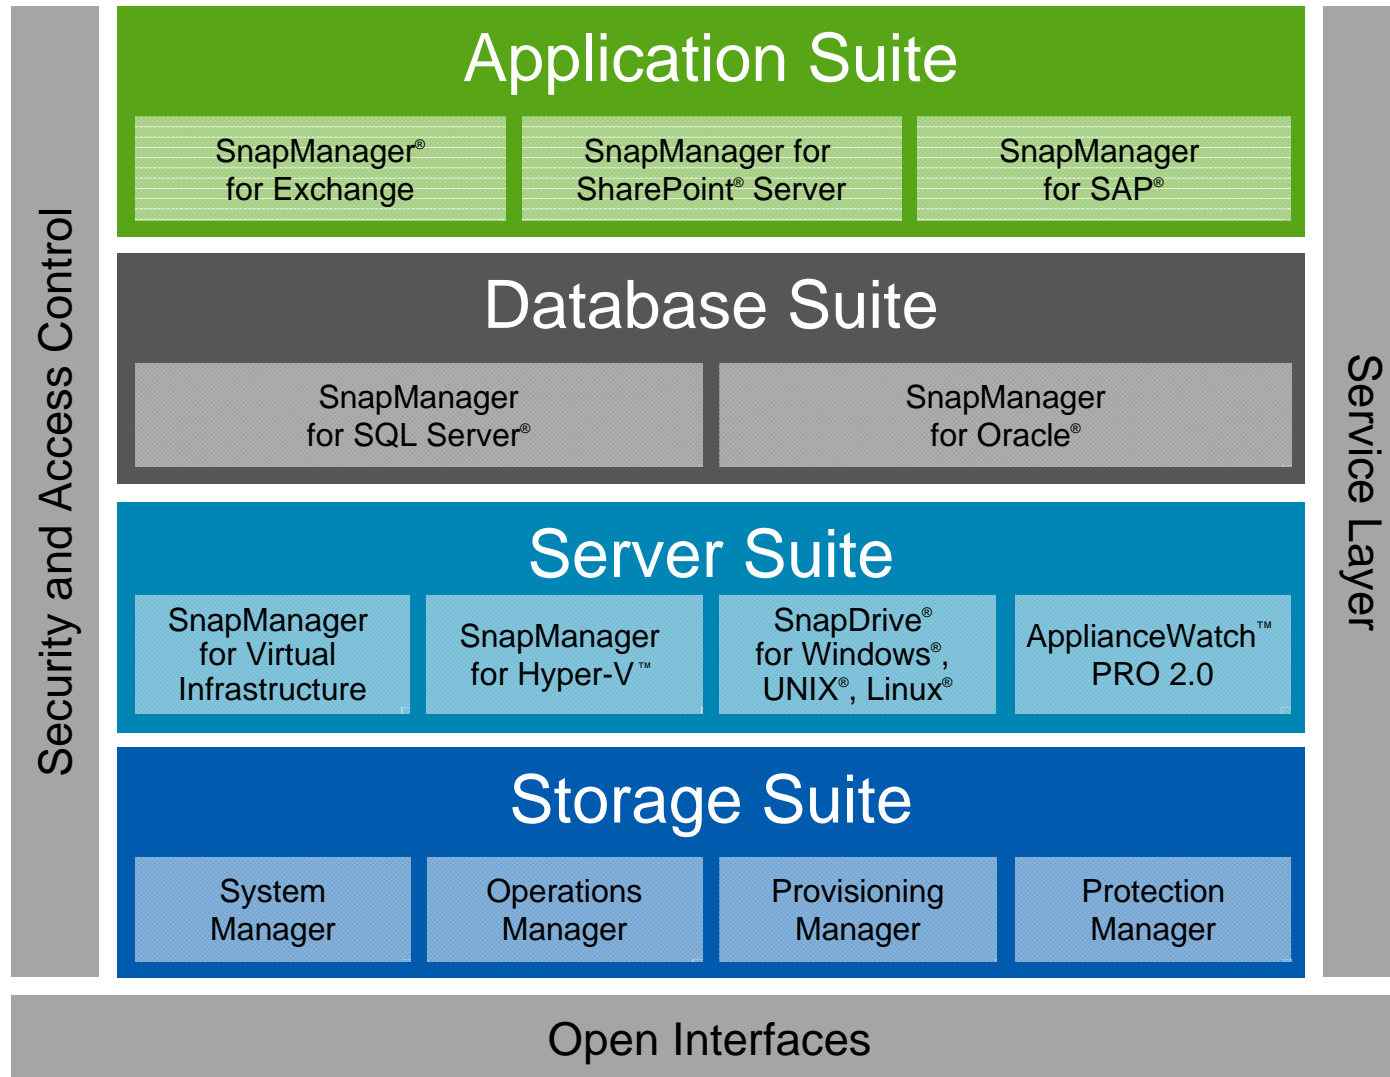 Application Suite
SnapManager®
for Exchange
SnapManager for
SharePoint® Server
SnapManager
for SAP®
Security and Access Control
Database Suite
SnapManager
for SQL Server®
SnapManager
for Oracle®
Service Layer
Server Suite
SnapManager
for Virtual
Infrastructure
SnapManager
for Hyper-V™
SnapDrive®
for Windows®,
UNIX®, Linux®
ApplianceWatch™
PRO 2.0
Storage Suite
System
Manager
Operations
Manager
Provisioning
Manager
Protection
Manager
Open Interfaces